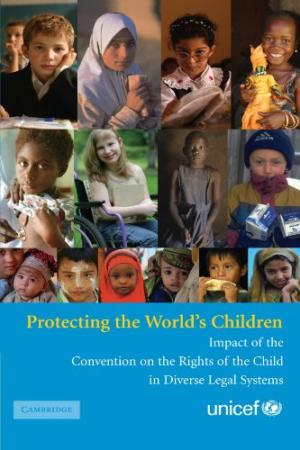 Protecting the World's Children
Impact of the
Convention on the Rights of the Child
in Diverse Legal Systems
CAMBRIDGE
unicef